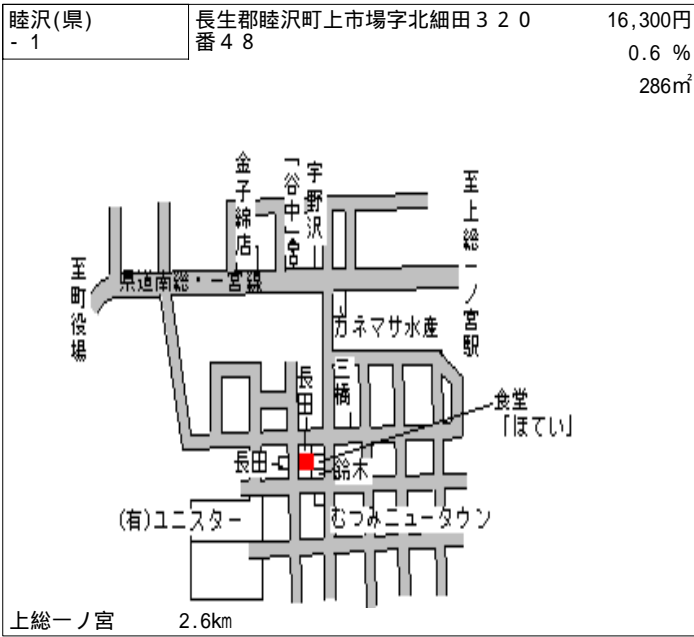 睦沢(県)
- 1
長生郡睦沢町上市場字北細田３２０
番４８
16,300円
0.6 %
286㎡
金子綿店
「谷中」宮
宇野沢
至上総一ノ宮駅
至町役場
県道南総・一宮線
カネマサ水産
三橋
長田
食堂
「ほてい」
長田
鈴木
(有)ユニスター
むつみニュータウン
上総一ノ宮
2.6km